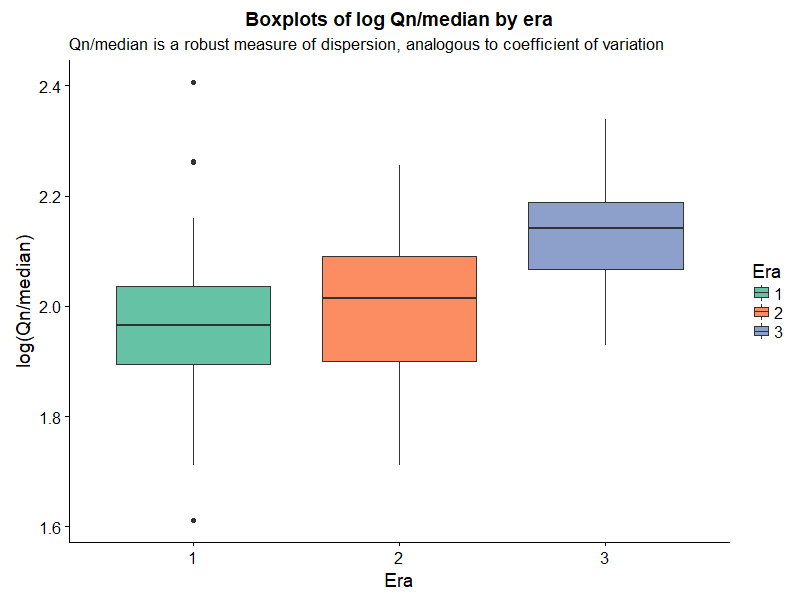 Boxplots of log Qn/median by era
Qn/median is a robust measure of dispersion, analogous to coefficient of variation
log(Qn/median)
2.4
2.2
2.0
1.8
1.6
1 2 3
Era
Era
1
2
3